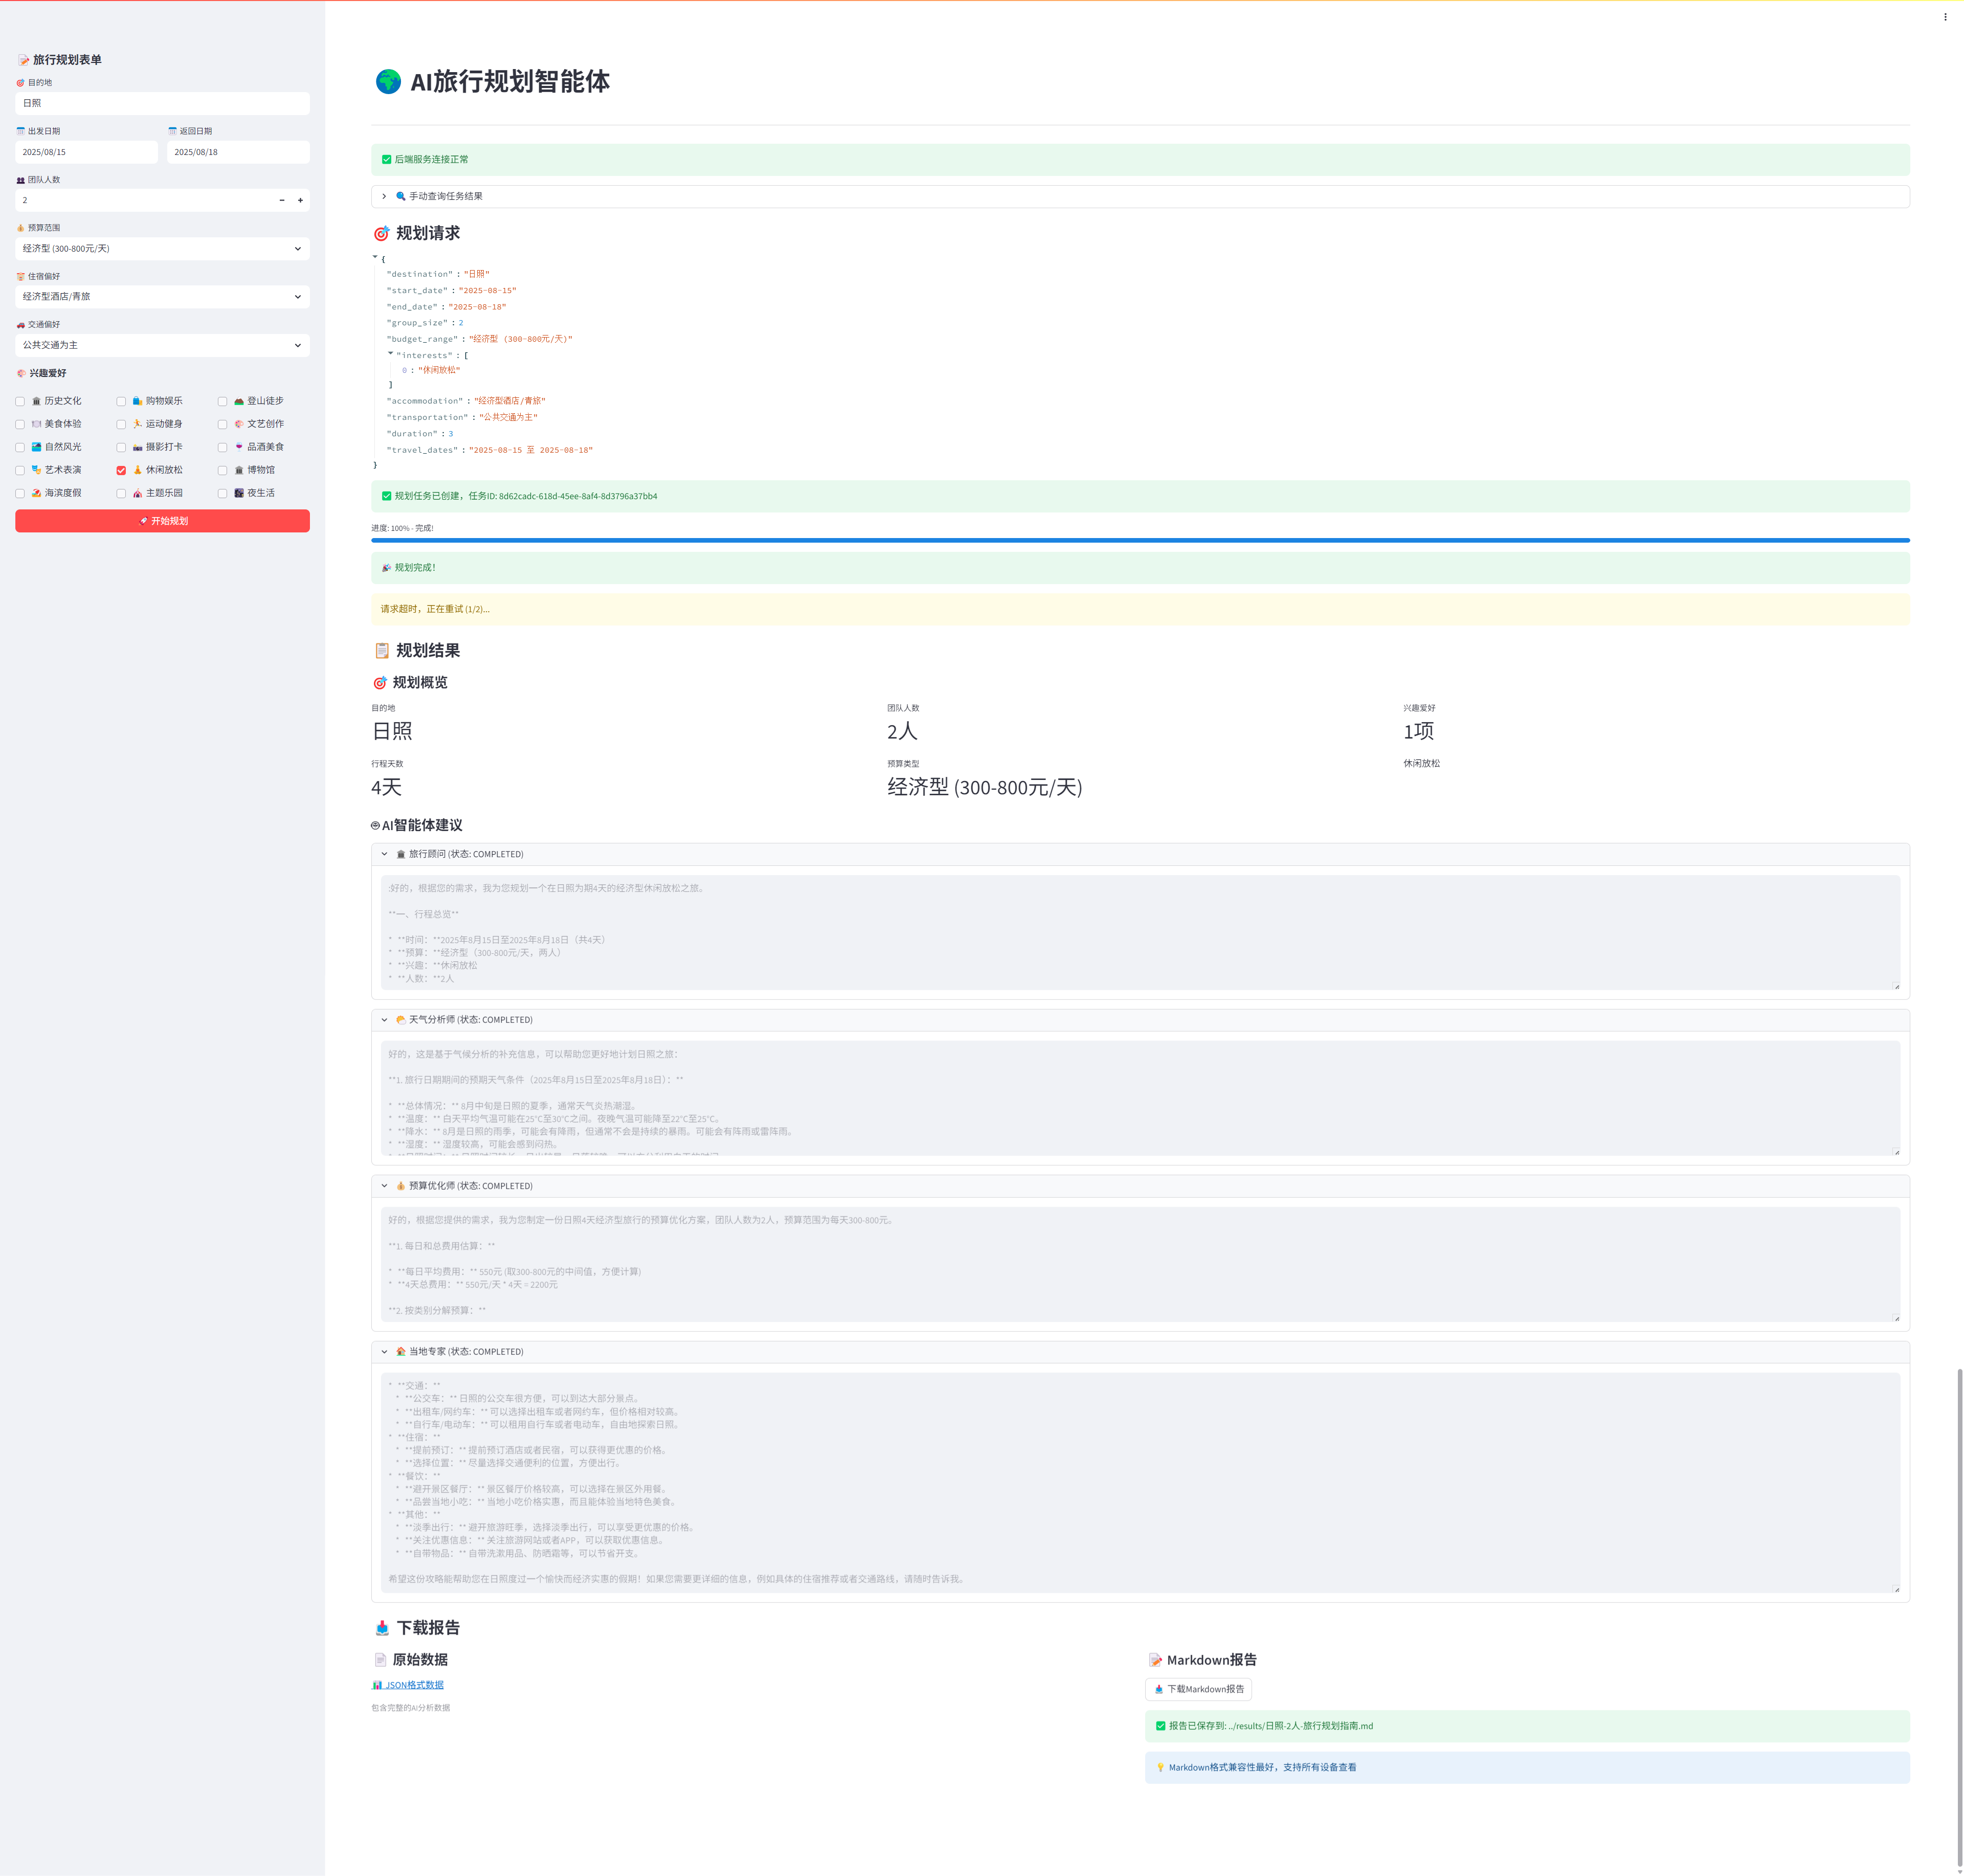 旅行规划表单
目的地
日照
出发日期
返回日期
2025/08/15
2025/08/18
团队人数
2
预算范围
经济型 (300-800元/天)
住宿偏好
经济型酒店/青旅
交通偏好
公共交通为主
兴趣爱好
历史文化
购物娱乐
登山徒步
美食体验
运动健身
文艺创作
自然风光
摄影打卡
品酒美食
艺术表演
休闲放松
博物馆
海滨度假
主题乐园
夜生活
开始规划
AI旅行规划智能体
后端服务连接正常
手动查询任务结果
规划请求
{
"destination" : "日照"
"start_date" : "2025-08-15"
"end_date" : "2025-08-18"
"group_size" : 2
"budget_range" : "经济型 (300-800元/天)"
"interests" : [
0 : "休闲放松"
]
"accommodation" : "经济型酒店/青旅"
"transportation" : "公共交通为主"
"duration" : 3
"travel_dates" : "2025-08-15 至 2025-08-18"
}
规划任务已创建，任务ID: 8d62cadc-618d-45ee-8af4-8d3796a37bb4
进度: 100% - 完成!
规划完成！
请求超时，正在重试 (1/2)...
规划结果
规划概览
目的地
日照
团队人数
2人
兴趣爱好
1项
行程天数
4天
预算类型
经济型 (300-800元/天)
休闲放松
AI智能体建议
旅行顾问 (状态: COMPLETED)
:好的，根据您的需求，我为您规划一个在日照为期4天的经济型休闲放松之旅。
**一、行程总览**
* **时间：**2025年8月15日至2025年8月18日（共4天）
* **预算：**经济型（300-800元/天，两人）
* **兴趣：**休闲放松
* **人数：**2人
天气分析师 (状态: COMPLETED)
好的，这是基于气候分析的补充信息，可以帮助您更好地计划日照之旅：
**1. 旅行日期期间的预期天气条件（2025年8月15日至2025年8月18日）：**
* **总体情况：** 8月中旬是日照的夏季，通常天气炎热潮湿。
* **温度：** 白天平均气温可能在25°C至30°C之间。夜晚气温可能降至22°C至25°C。
* **降水：** 8月是日照的雨季，可能会有降雨，但通常不会是持续的暴雨。可能会有阵雨或雷阵雨。
* **湿度：** 湿度较高，可能会感到闷热。
预算优化师 (状态: COMPLETED)
好的，根据您提供的需求，我为您制定一份日照4天经济型旅行的预算优化方案，团队人数为2人，预算范围为每天300-800元。
**1. 每日和总费用估算：**
* **每日平均费用：** 550元 (取300-800元的中间值，方便计算)
* **4天总费用：** 550元/天 * 4天 = 2200元
**2. 按类别分解预算：**
当地专家 (状态: COMPLETED)
* **交通：**
* **公交车：** 日照的公交车很方便，可以到达大部分景点。
* **出租车/网约车：** 可以选择出租车或者网约车，但价格相对较高。
* **自行车/电动车：** 可以租用自行车或者电动车，自由地探索日照。
* **住宿：**
* **提前预订：** 提前预订酒店或者民宿，可以获得更优惠的价格。
* **选择位置：** 尽量选择交通便利的位置，方便出行。
* **餐饮：**
* **避开景区餐厅：** 景区餐厅价格较高，可以选择在景区外用餐。
* **品尝当地小吃：** 当地小吃价格实惠，而且能体验当地特色美食。
* **其他：**
* **淡季出行：** 避开旅游旺季，选择淡季出行，可以享受更优惠的价格。
* **关注优惠信息：** 关注旅游网站或者APP，可以获取优惠信息。
* **自带物品：** 自带洗漱用品、防晒霜等，可以节省开支。
希望这份攻略能帮助您在日照度过一个愉快而经济实惠的假期！如果您需要更详细的信息，例如具体的住宿推荐或者交通路线，请随时告诉我。
下载报告
原始数据
JSON格式数据
包含完整的AI分析数据
Markdown报告
下载Markdown报告
报告已保存到: ../results/日照-2人-旅行规划指南.md
Markdown格式兼容性最好，支持所有设备查看